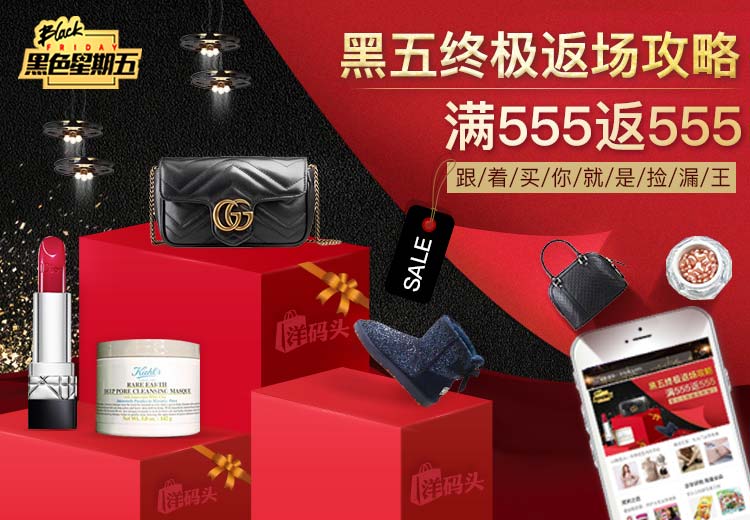 Black
FRIDAY
黑色星期五
黑五终极返场攻略
满555返555
跟/着/买/你/就/是/捡/漏/王
SALE
洋码头
Kiehl's
RARE EARTH
DEEP PORE CLEANSING MASQUE
洋码头
洋码头
黑五终极返场攻略
满555返555